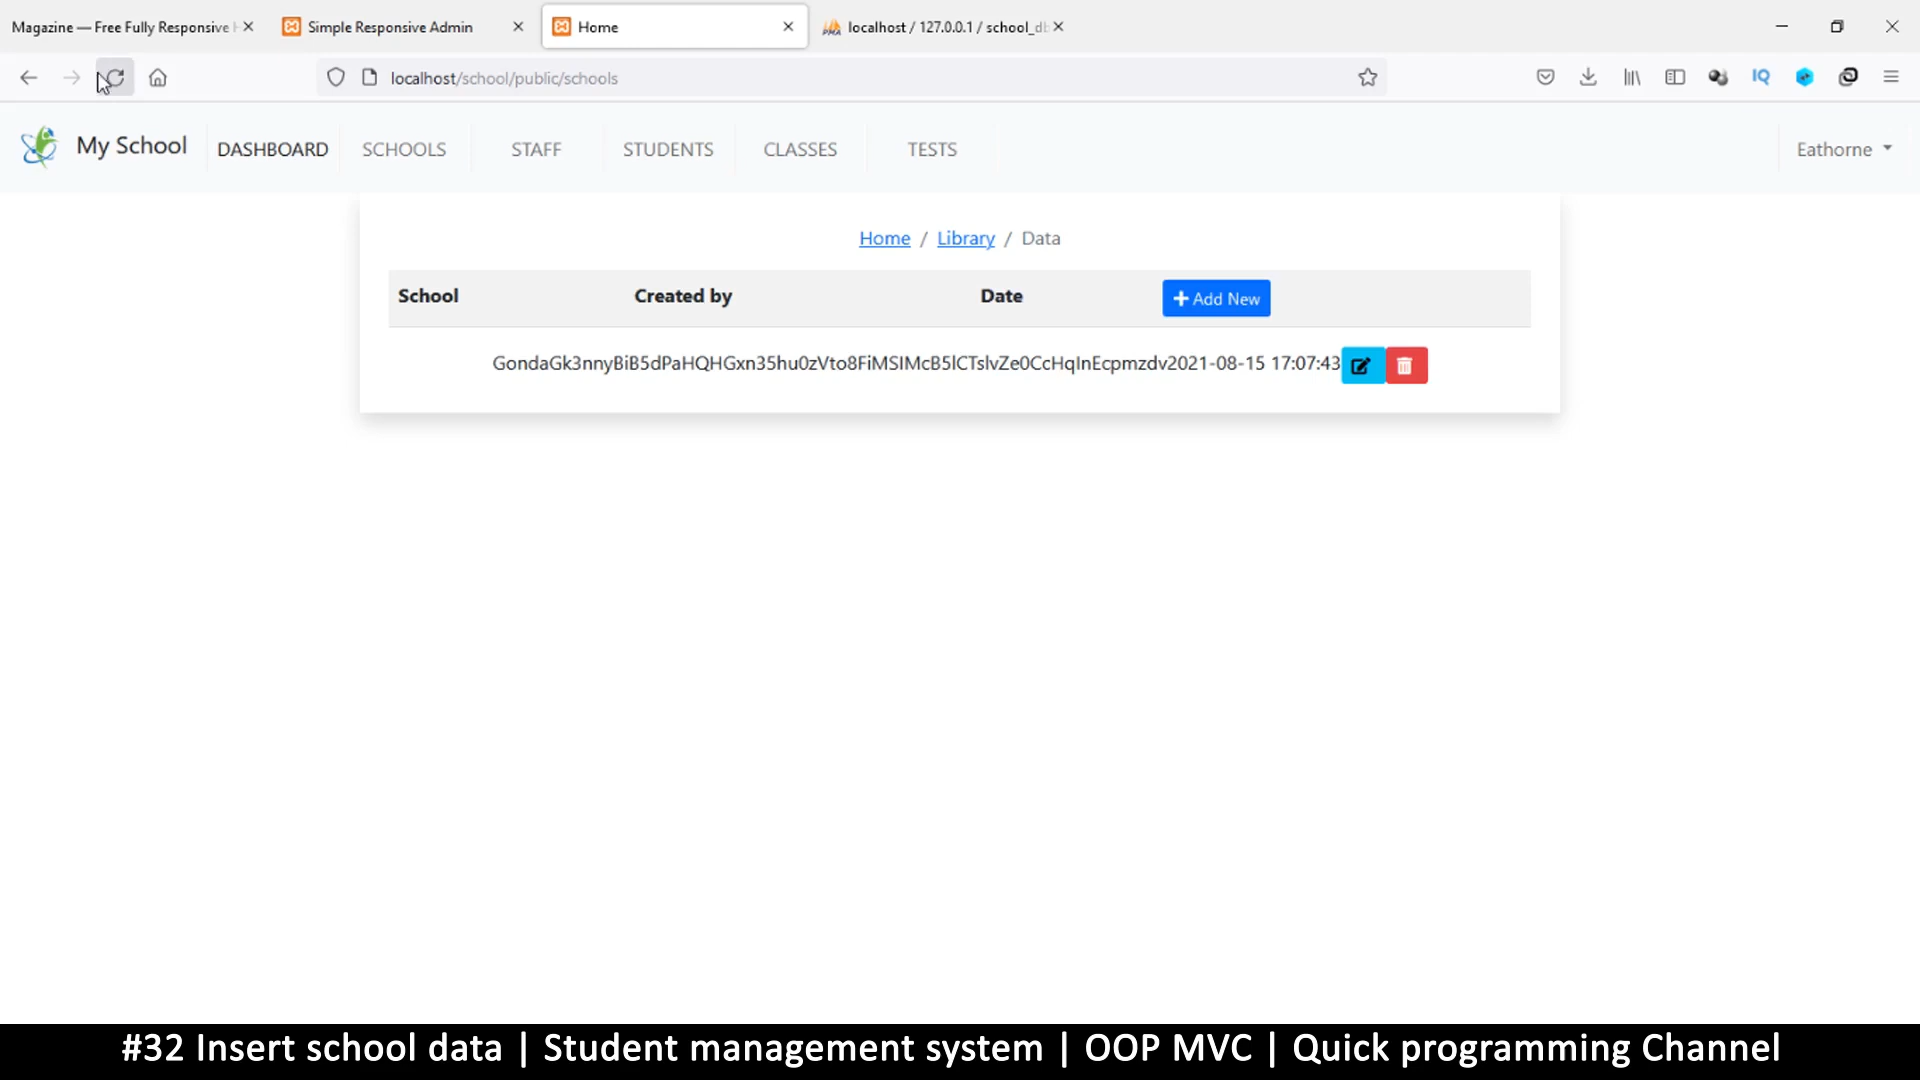 Magazine — Free Fully Responsive H
Simple Responsive Admin
Home
localhost / 127.0.0.1 / school_db
localhost/school/public/schools
IQ
My School
DASHBOARD
SCHOOLS
STAFF
STUDENTS
CLASSES
TESTS
Eathorne
Home / Library / Data
School
Created by
Date
Add New
GondaGk3nnyBiB5dPaHQHGxn35hu0zVto8FiMSIMcB5lCTslvZe0CcHqInEcpmzdv2021-08-15 17:07:43
#32 Insert school data | Student management system | OOP MVC | Quick programming Channel